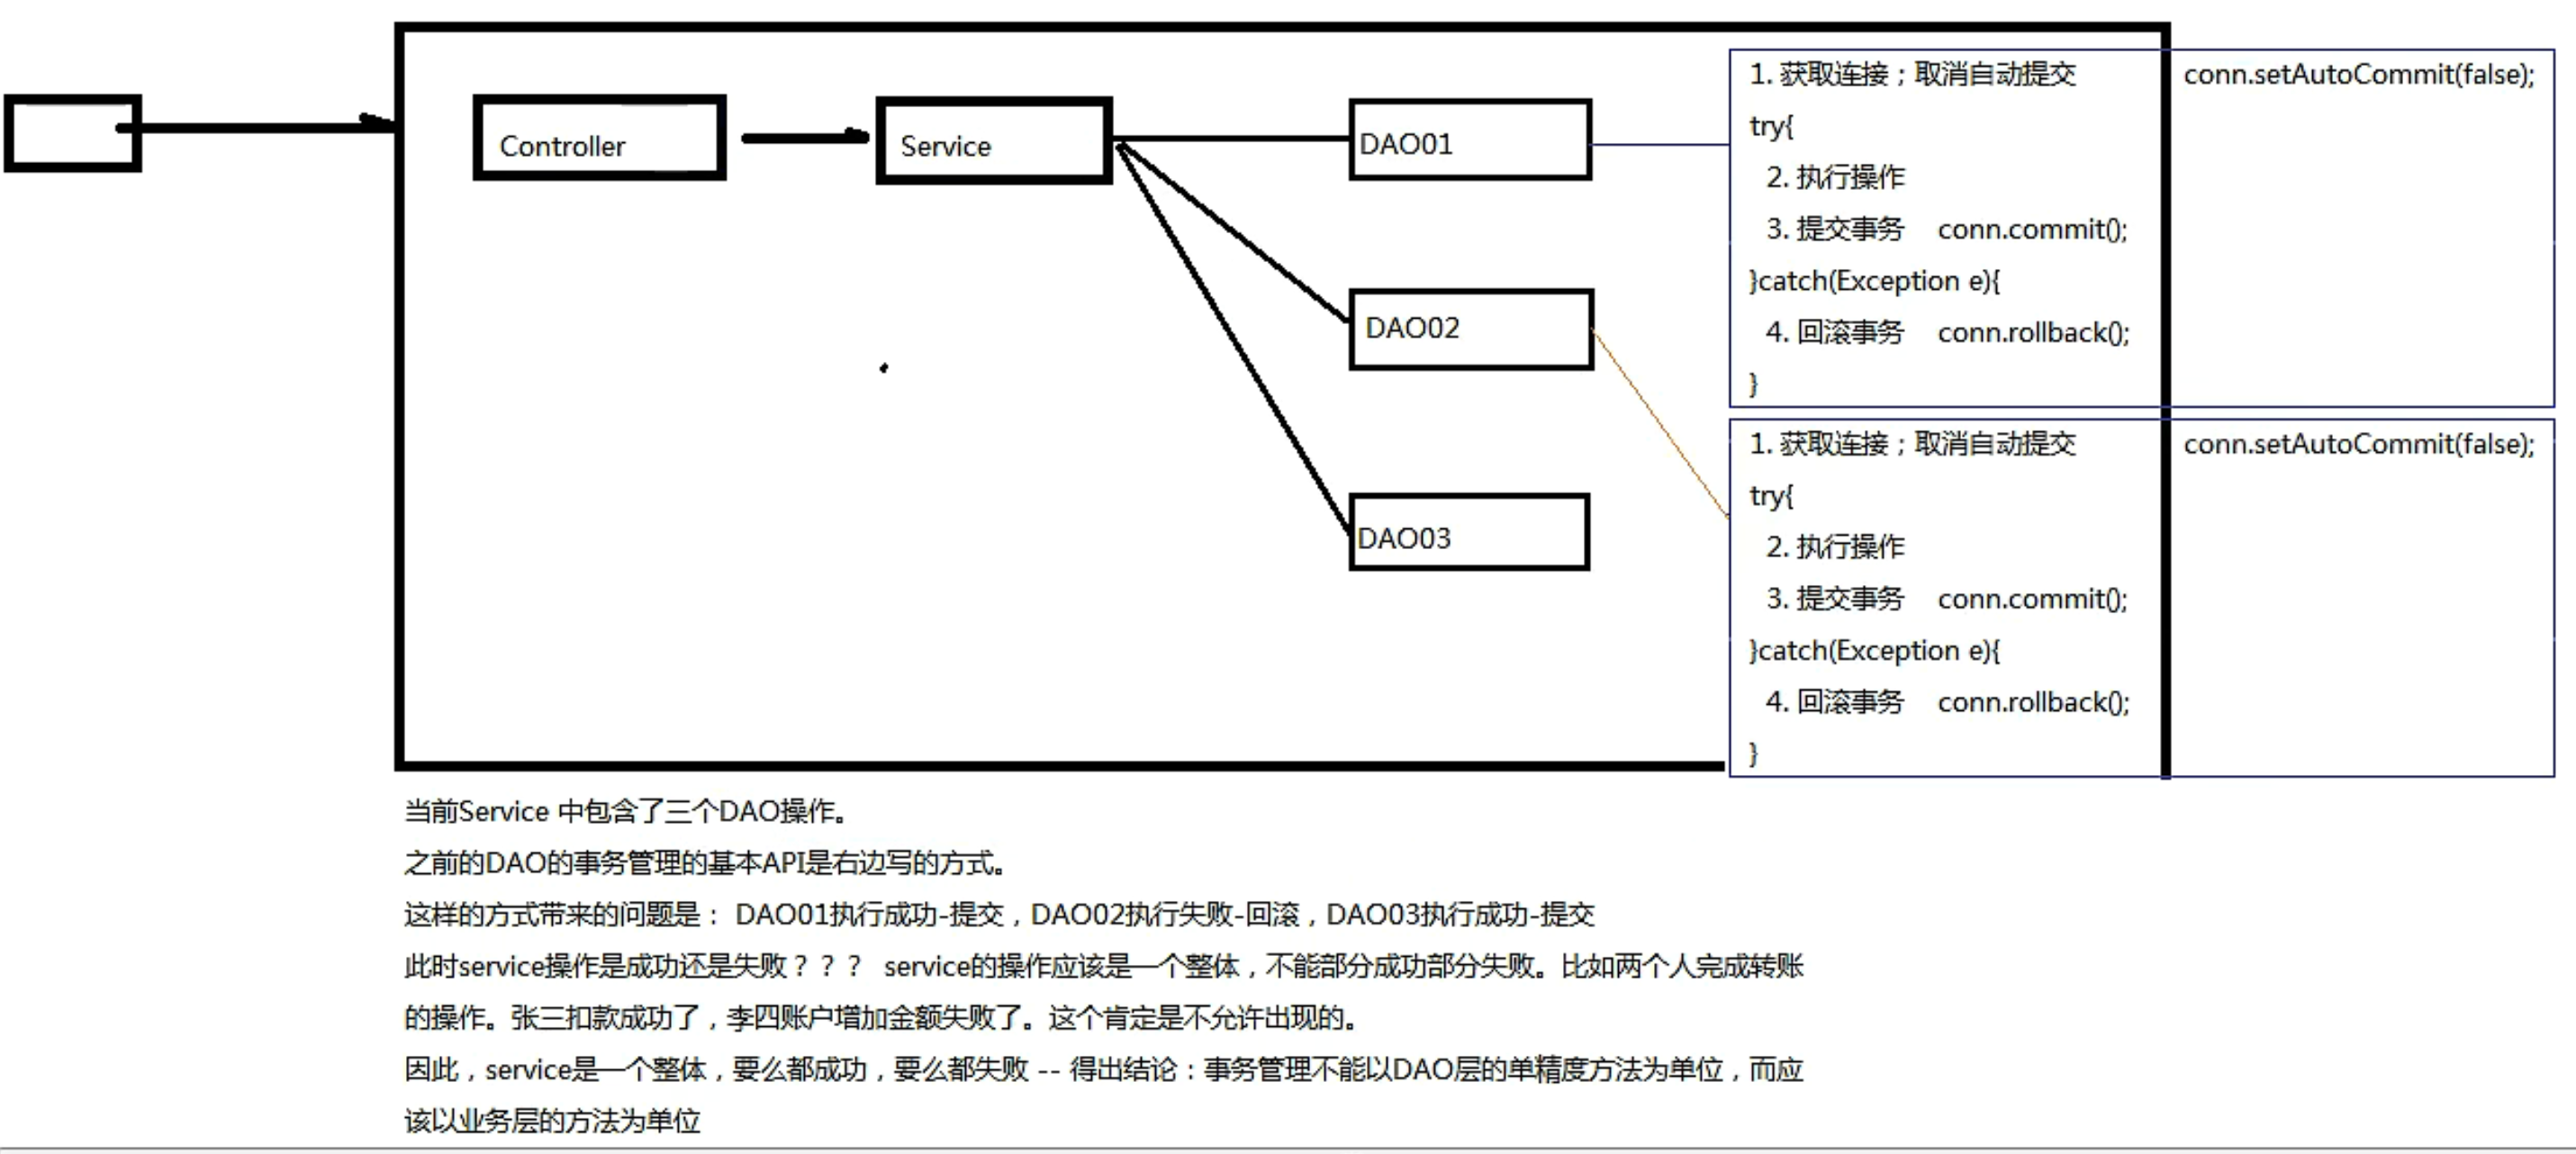 Controller
Service
DAO01
DAO02
DAO03
1. 获取连接；取消自动提交 conn.setAutoCommit(false);
try{
2. 执行操作
3. 提交事务 conn.commit();
}catch(Exception e){
4. 回滚事务 conn.rollback();
}
1. 获取连接；取消自动提交 conn.setAutoCommit(false);
try{
2. 执行操作
3. 提交事务 conn.commit();
}catch(Exception e){
4. 回滚事务 conn.rollback();
}
当前Service 中包含了三个DAO操作。
之前的DAO的事务管理的基本API是右边写的方式。
这样的方式带来的问题是： DAO01执行成功-提交，DAO02执行失败-回滚，DAO03执行成功-提交
此时service操作是成功还是失败？？？ service的操作应该是一个整体，不能部分成功部分失败。比如两个人完成转账
的操作。张三扣款成功了，李四账户增加金额失败了。这个肯定是不允许出现的。
因此，service是一个整体，要么都成功，要么都失败 -- 得出结论：事务管理不能以DAO层的单精度方法为单位，而应
该以业务层的方法为单位